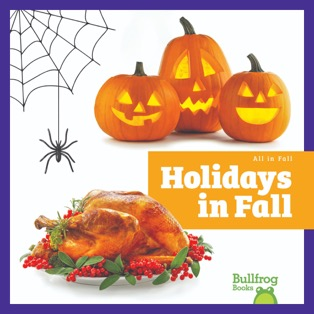 All in Fall
Holidays
in Fall
Bullfrog
Books